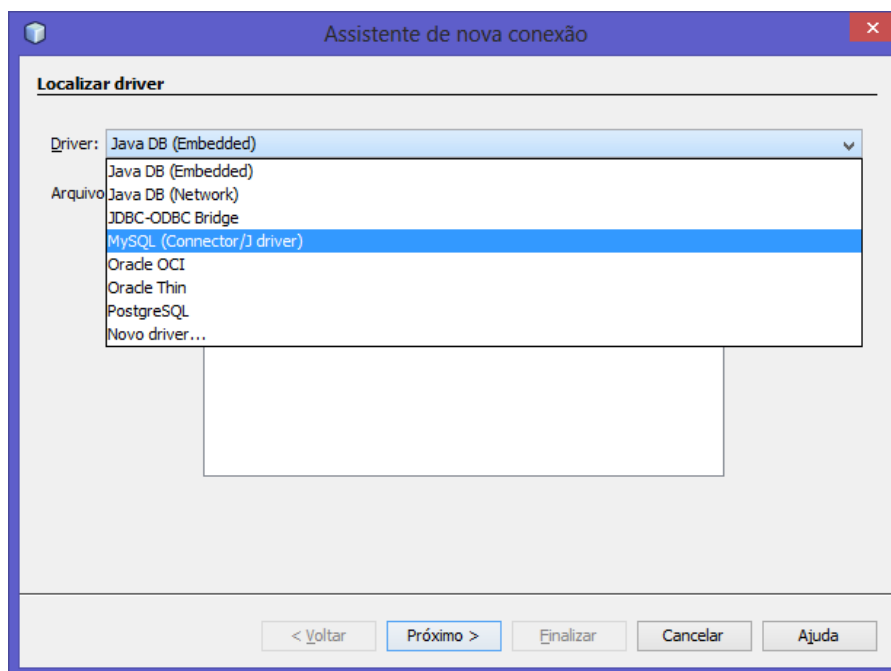 Assistente de nova conexão
Localizar driver
Driver: Java DB (Embedded)
Java DB (Embedded)
Arquivo Java DB (Network)
JDBC-ODBC Bridge
MySQL (Connector/J driver)
Oracle OCI
Oracle Thin
PostgreSQL
Novo driver...
< Voltar Próximo > Finalizar Cancelar Ajuda